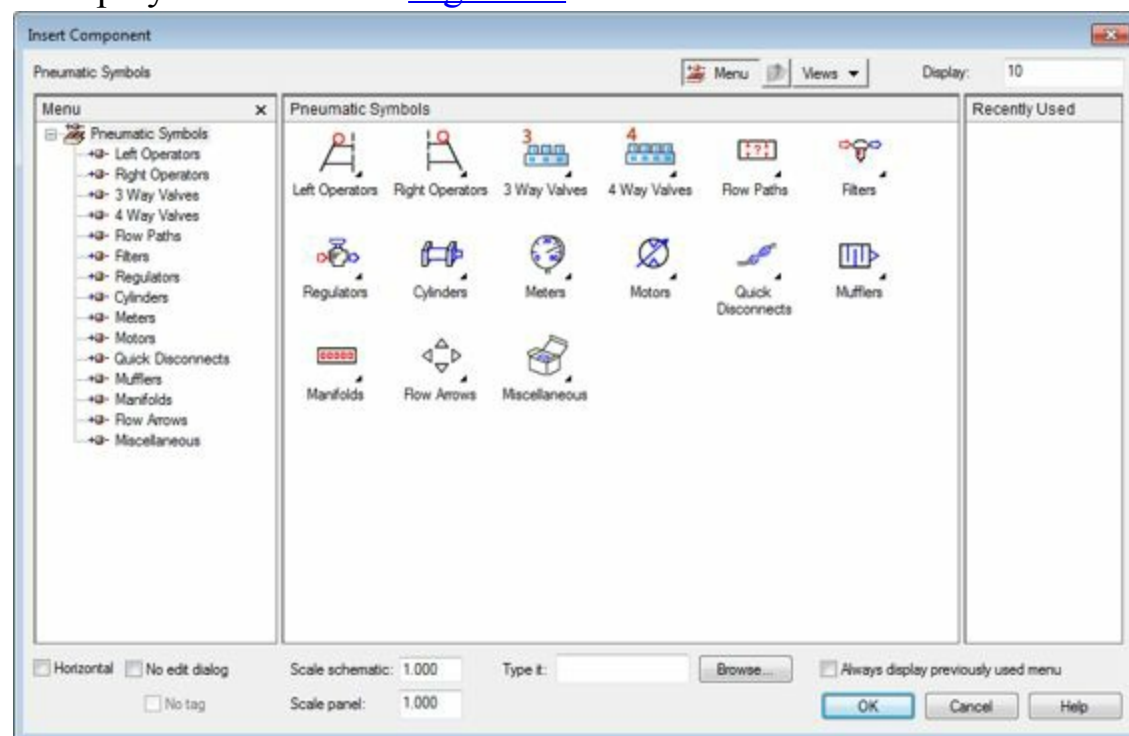 Insert Component
Pneumatic Symbols
Menu Views Display: 10
Menu x
Pneumatic Symbols
Left Operators
Right Operators
3 Way Valves
4 Way Valves
Flow Paths
Filters
Regulators
Cylinders
Meters
Motors
Quick Disconnects
Mufflers
Manifolds
Flow Arrows
Miscellaneous
Pneumatic Symbols
3 4
Left Operators Right Operators 3 Way Valves 4 Way Valves Flow Paths Filters
Regulators Cylinders Meters Motors Quick Disconnects Mufflers
Manifolds Flow Arrows Miscellaneous
Recently Used
Horizontal No edit dialog Scale schematic: 1.000 Type it: Browse... Always display previously used menu
No tag Scale panel: 1.000 OK Cancel Help